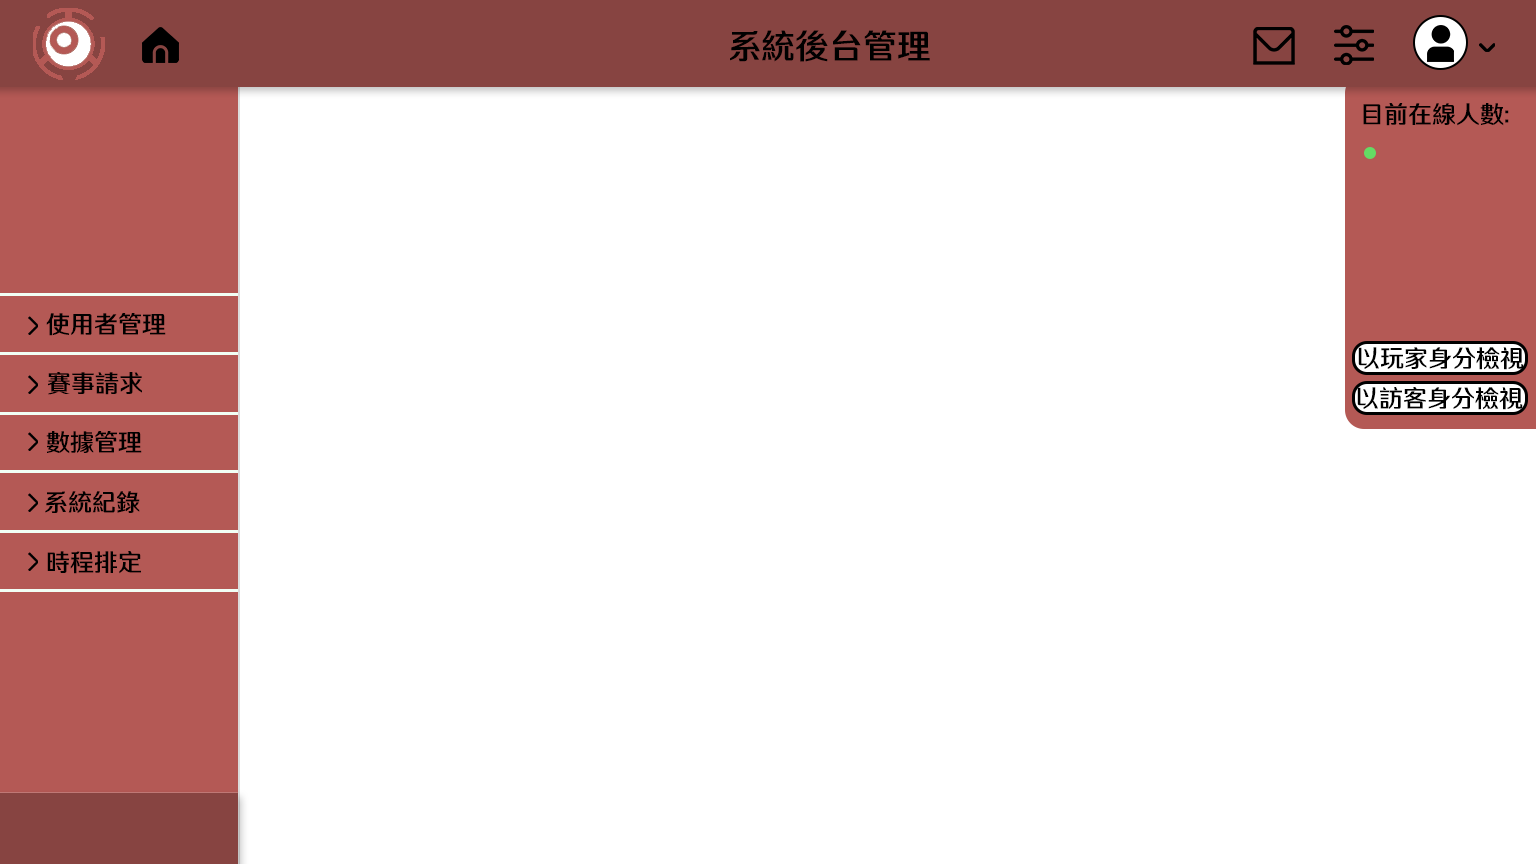 系統後台管理
目前在線人數:
使用者管理
賽事請求
數據管理
系統紀錄
時程排定
以玩家身分檢視
以訪客身分檢視